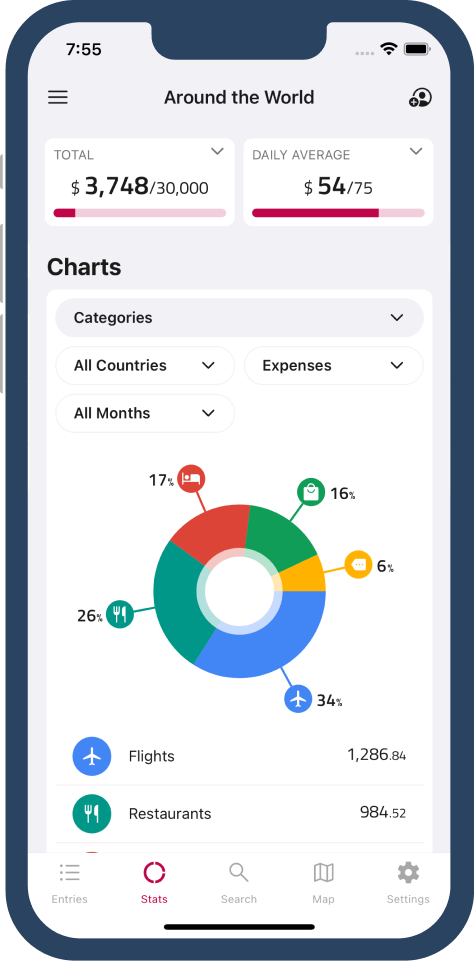 7:55
Around the World
TOTAL
$ 3,748/30,000
DAILY AVERAGE
$ 54/75
Charts
Categories
All Countries
Expenses
All Months
17%
16%
6%
26%
34%
Flights 1,286.84
Restaurants 984.52
Entries Stats Search Map Settings